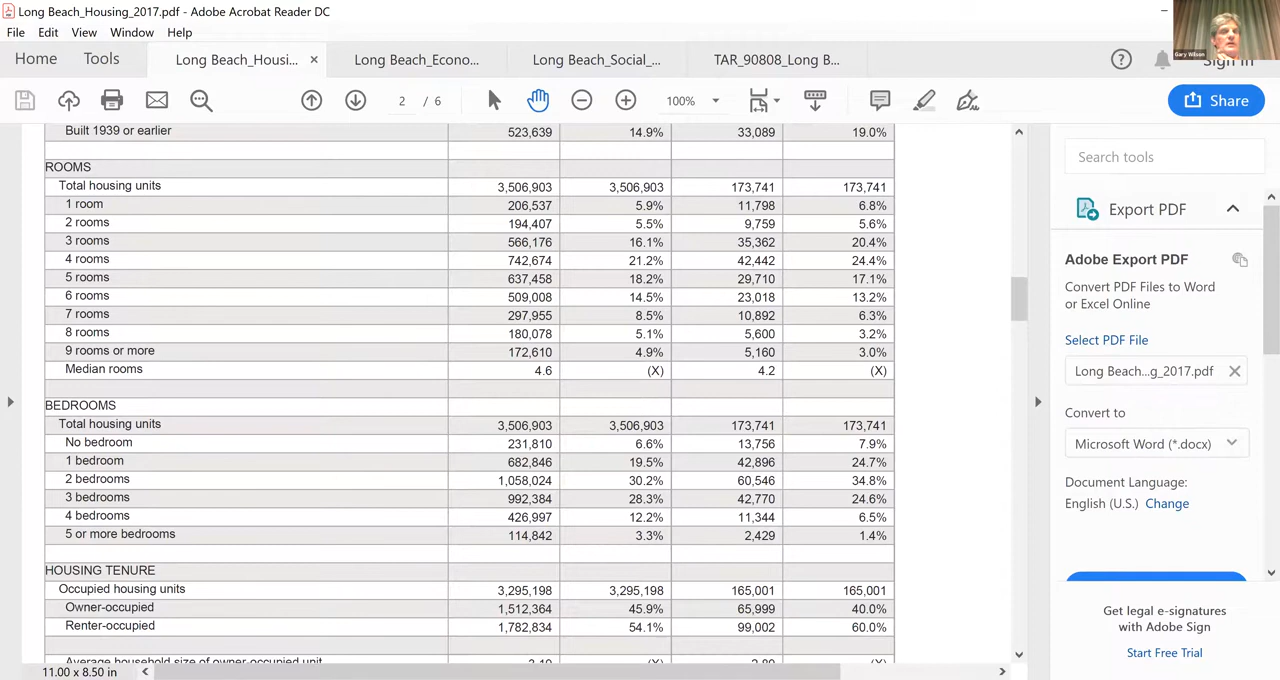 Long Beach_Housing_2017.pdf - Adobe Acrobat Reader DC
File Edit View Window Help
Home Tools Long Beach_Housi... × Long Beach_Econo... Long Beach_Social_... TAR_90808_Long B...
Gary Wilson
Sign In
2 / 6 100% Share
Built 1939 or earlier 523,639 14.9% 33,089 19.0%
ROOMS
Total housing units 3,506,903 3,506,903 173,741 173,741
1 room 206,537 5.9% 11,798 6.8%
2 rooms 194,407 5.5% 9,759 5.6%
3 rooms 566,176 16.1% 35,362 20.4%
4 rooms 742,674 21.2% 42,442 24.4%
5 rooms 637,458 18.2% 29,710 17.1%
6 rooms 509,008 14.5% 23,018 13.2%
7 rooms 297,955 8.5% 10,892 6.3%
8 rooms 180,078 5.1% 5,600 3.2%
9 rooms or more 172,610 4.9% 5,160 3.0%
Median rooms 4.6 (X) 4.2 (X)
BEDROOMS
Total housing units 3,506,903 3,506,903 173,741 173,741
No bedroom 231,810 6.6% 13,756 7.9%
1 bedroom 682,846 19.5% 42,896 24.7%
2 bedrooms 1,058,024 30.2% 60,546 34.8%
3 bedrooms 992,384 28.3% 42,770 24.6%
4 bedrooms 426,997 12.2% 11,344 6.5%
5 or more bedrooms 114,842 3.3% 2,429 1.4%
HOUSING TENURE
Occupied housing units 3,295,198 3,295,198 165,001 165,001
Owner-occupied 1,512,364 45.9% 65,999 40.0%
Renter-occupied 1,782,834 54.1% 99,002 60.0%
Average household size of owner-occupied unit (X) (X)
11.00 x 8.50 in
Search tools
Export PDF
Adobe Export PDF
Convert PDF Files to Word
or Excel Online
Select PDF File
Long Beach...g_2017.pdf
Convert to
Microsoft Word (*.docx)
Document Language:
English (U.S.) Change
Get legal e-signatures
with Adobe Sign
Start Free Trial